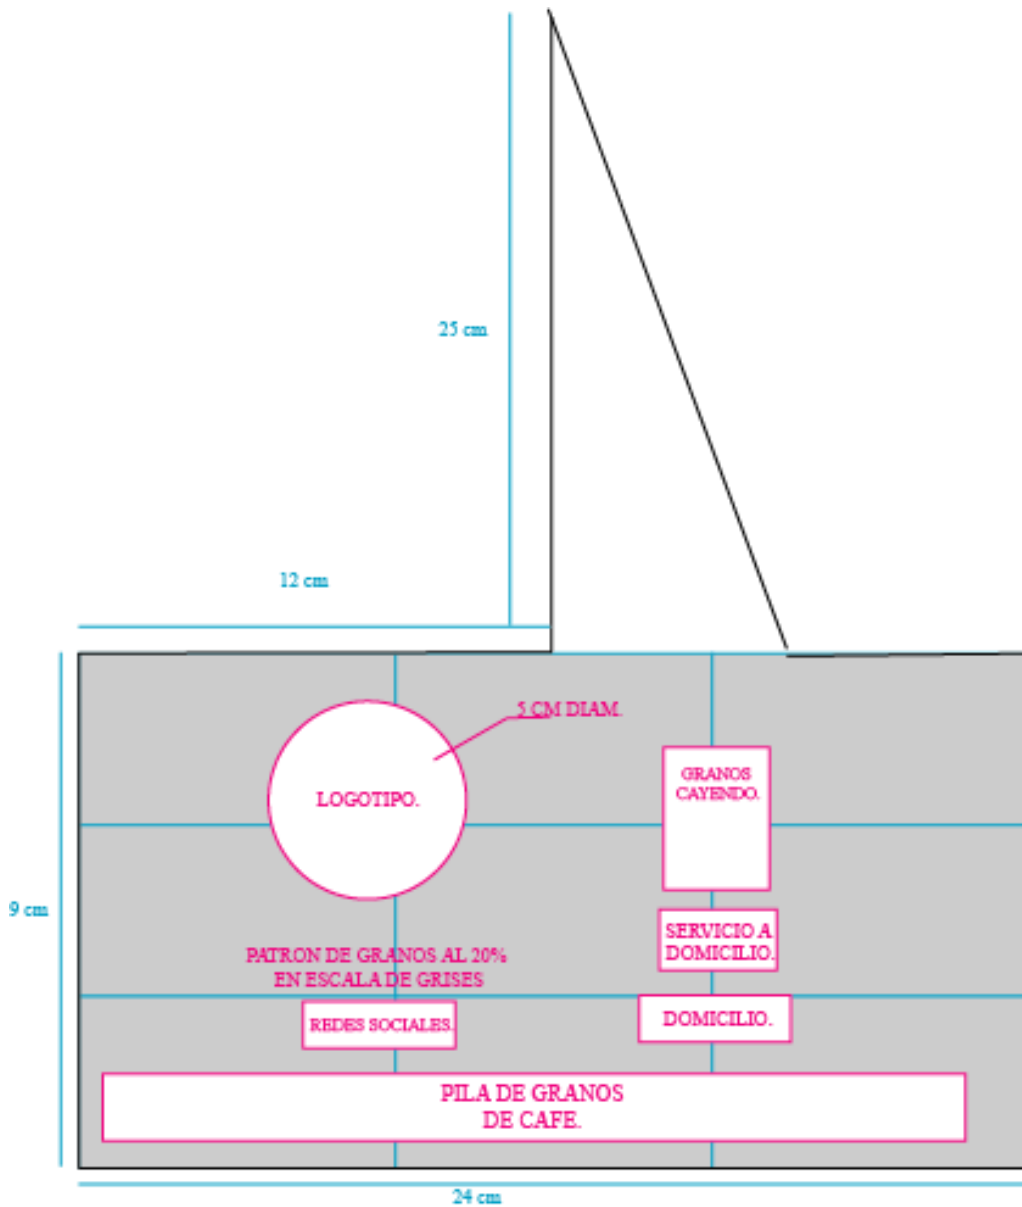 25 cm
12 cm
5 CM DIAM.
LOGOTIPO.
GRANOS
CAYENDO.
9 cm
SERVICIO A
DOMICILIO.
PATRON DE GRANOS AL 20%
EN ESCALA DE GRISES
REDES SOCIALES.
DOMICILIO.
PILA DE GRANOS
DE CAFE.
24 cm